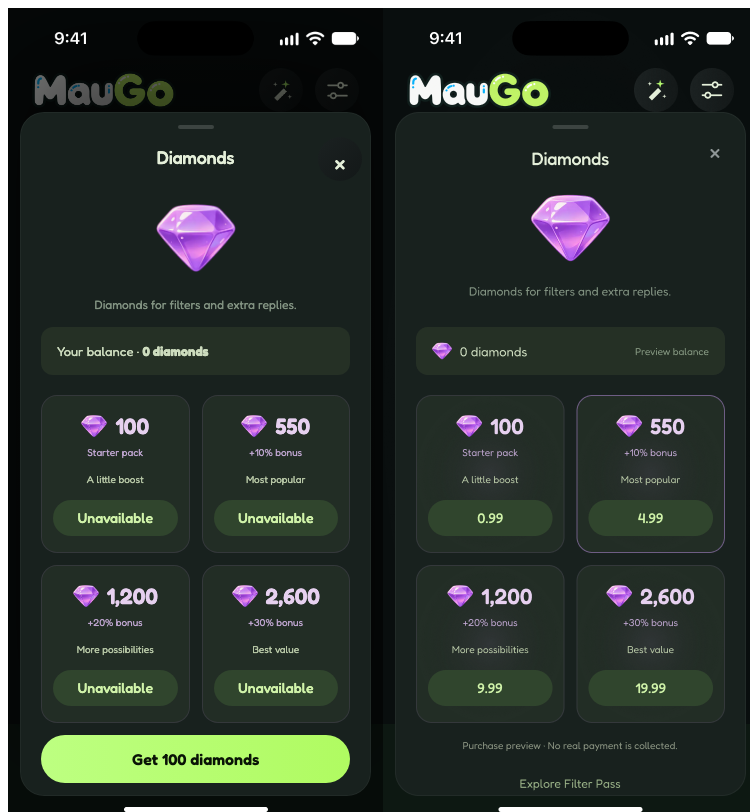 9:41
MauGo
Diamonds
×
Diamonds for filters and extra replies.
Your balance · 0 diamonds
100
Starter pack
A little boost
Unavailable
550
+10% bonus
Most popular
Unavailable
1,200
+20% bonus
More possibilities
Unavailable
2,600
+30% bonus
Best value
Unavailable
Get 100 diamonds
9:41
MauGo
Diamonds
×
Diamonds for filters and extra replies.
0 diamonds
Preview balance
100
Starter pack
A little boost
0.99
550
+10% bonus
Most popular
4.99
1,200
+20% bonus
More possibilities
9.99
2,600
+30% bonus
Best value
19.99
Purchase preview · No real payment is collected.
Explore Filter Pass